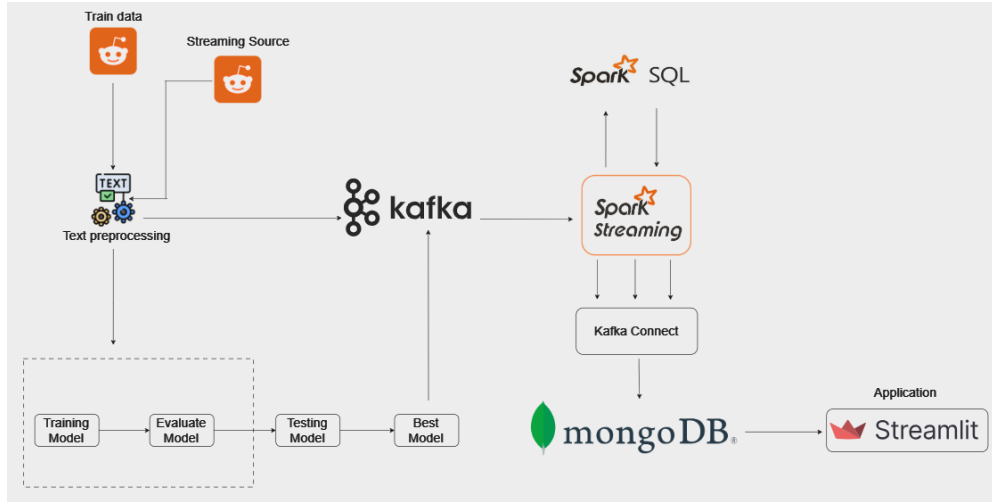 Train data
Streaming Source
Spark SQL
TEXT
Text preprocessing
kafka
Spark
Streaming
Kafka Connect
Training
Model
Evaluate
Model
Testing
Model
Best
Model
mongoDB®
Application
Streamlit